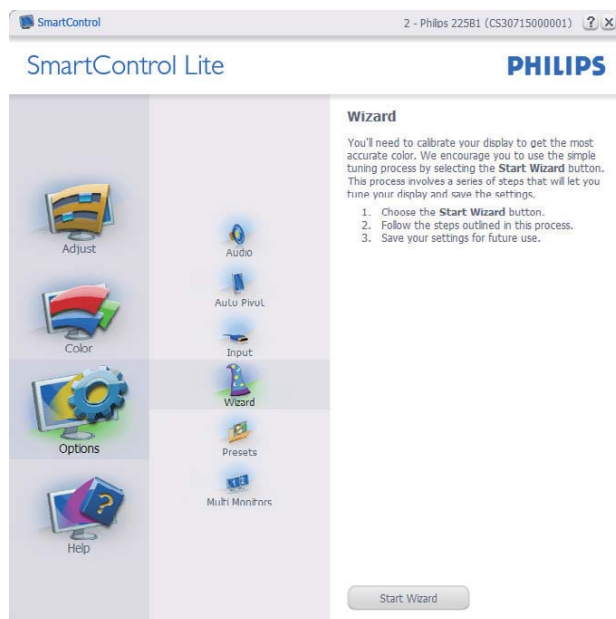 SmartControl
2 - Philips 225B1 (CS30715000001)
? X
SmartControl Lite
PHILIPS
Adjust
Color
Options
Help
Audio
Auto Pivot
Input
Wizard
Presets
Multi Monitors
Wizard
You'll need to calibrate your display to get the most
accurate color. We encourage you to use the simple
tuning process by selecting the Start Wizard button.
This process involves a series of steps that will let you
tune your display and save the settings.
1. Choose the Start Wizard button.
2. Follow the steps outlined in this process.
3. Save your settings for future use.
Start Wizard